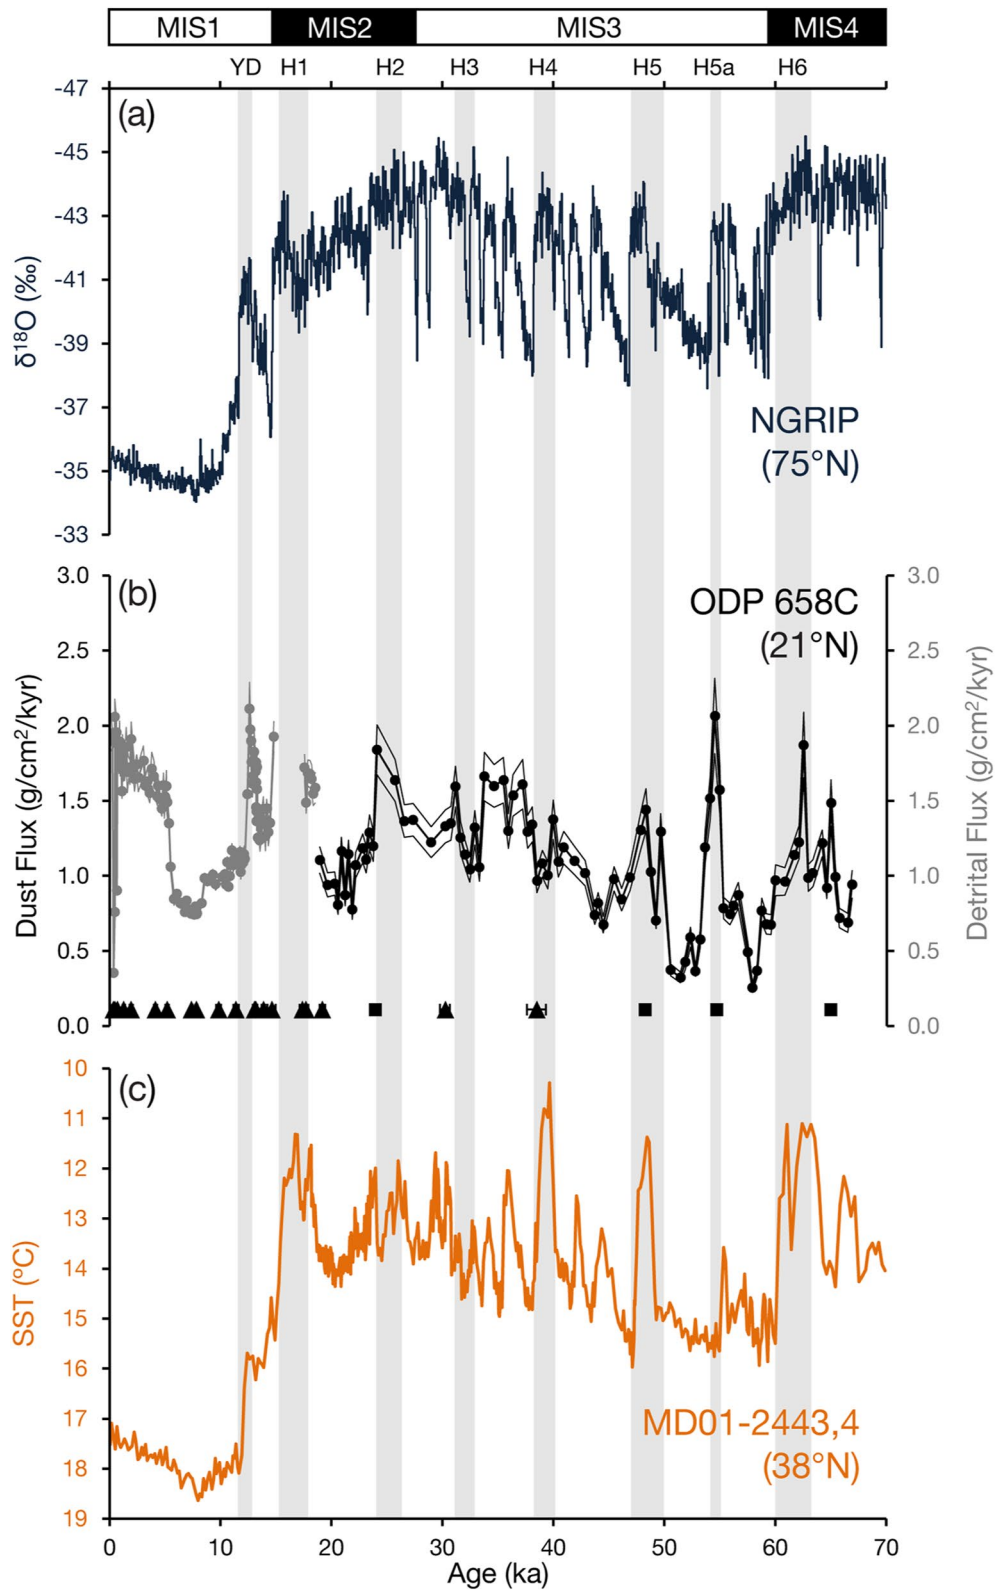 MIS1 MIS2 MIS3 MIS4
YD H1 H2 H3 H4 H5 H5a H6
(a)
-47
-45
-43
-41
-39
-37
-35
-33
δ¹⁸O (‰)
NGRIP
(75°N)
(b)
3.0
2.5
2.0
1.5
1.0
0.5
0.0
Dust Flux (g/cm²/kyr)
ODP 658C
(21°N)
3.0
2.5
2.0
1.5
1.0
0.5
0.0
Detrital Flux (g/cm²/kyr)
(c)
10
11
12
13
14
15
16
17
18
19
SST (°C)
MD01-2443,4
(38°N)
0 10 20 30 40 50 60 70
Age (ka)